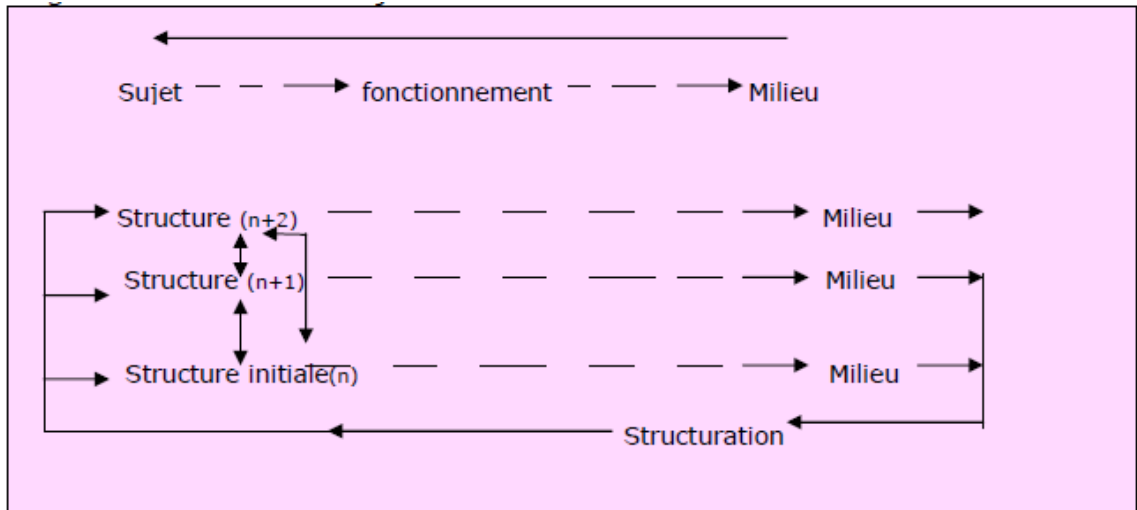 Sujet fonctionnement Milieu
Structure (n+2) Milieu
Structure (n+1) Milieu
Structure initiale(n) Milieu
Structuration